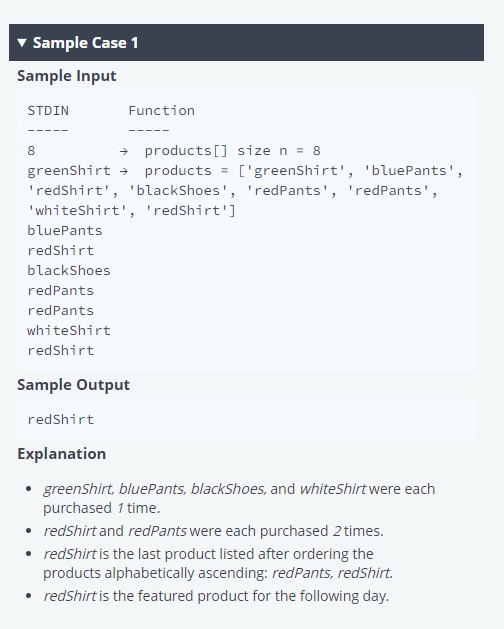 ▼ Sample Case 1
Sample Input
STDIN Function
----- -----
8 → products[] size n = 8
greenShirt → products = ['greenShirt', 'bluePants',
'redShirt', 'blackShoes', 'redPants', 'redPants',
'whiteShirt', 'redShirt']
bluePants
redShirt
blackShoes
redPants
redPants
whiteShirt
redShirt
Sample Output
redShirt
Explanation
• greenShirt, bluePants, blackShoes, and whiteShirt were each
purchased 1 time.
• redShirt and redPants were each purchased 2 times.
• redShirt is the last product listed after ordering the
products alphabetically ascending: redPants, redShirt.
• redShirt is the featured product for the following day.